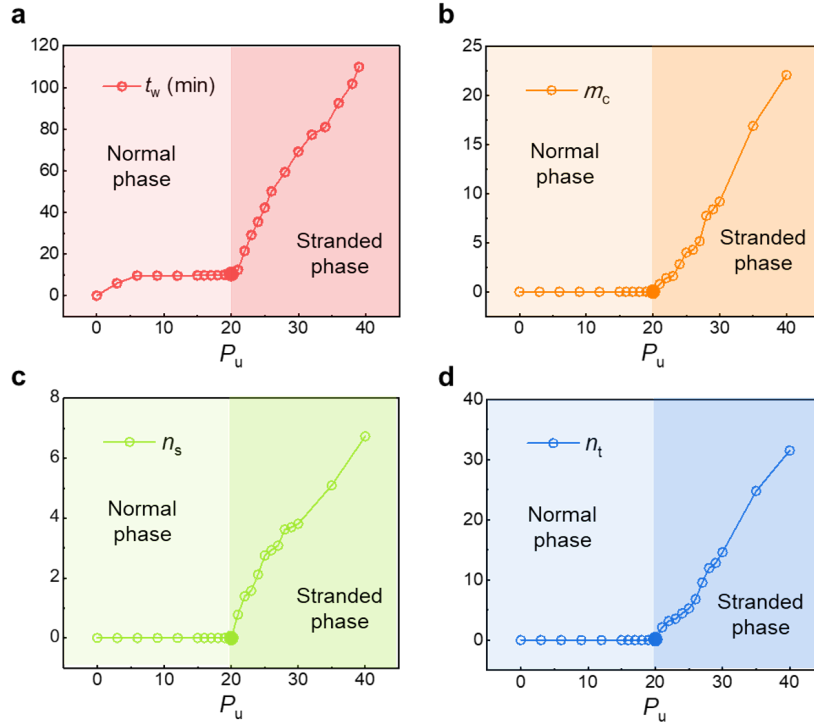 a
120
100
80
60
40
20
0
t_w (min)
Normal
phase
Stranded
phase
0 10 20 30 40
P_u
b
25
20
15
10
5
0
m_c
Normal
phase
Stranded
phase
0 10 20 30 40
P_u
c
8
6
4
2
0
n_s
Normal
phase
Stranded
phase
0 10 20 30 40
P_u
d
40
30
20
10
0
n_t
Normal
phase
Stranded
phase
0 10 20 30 40
P_u